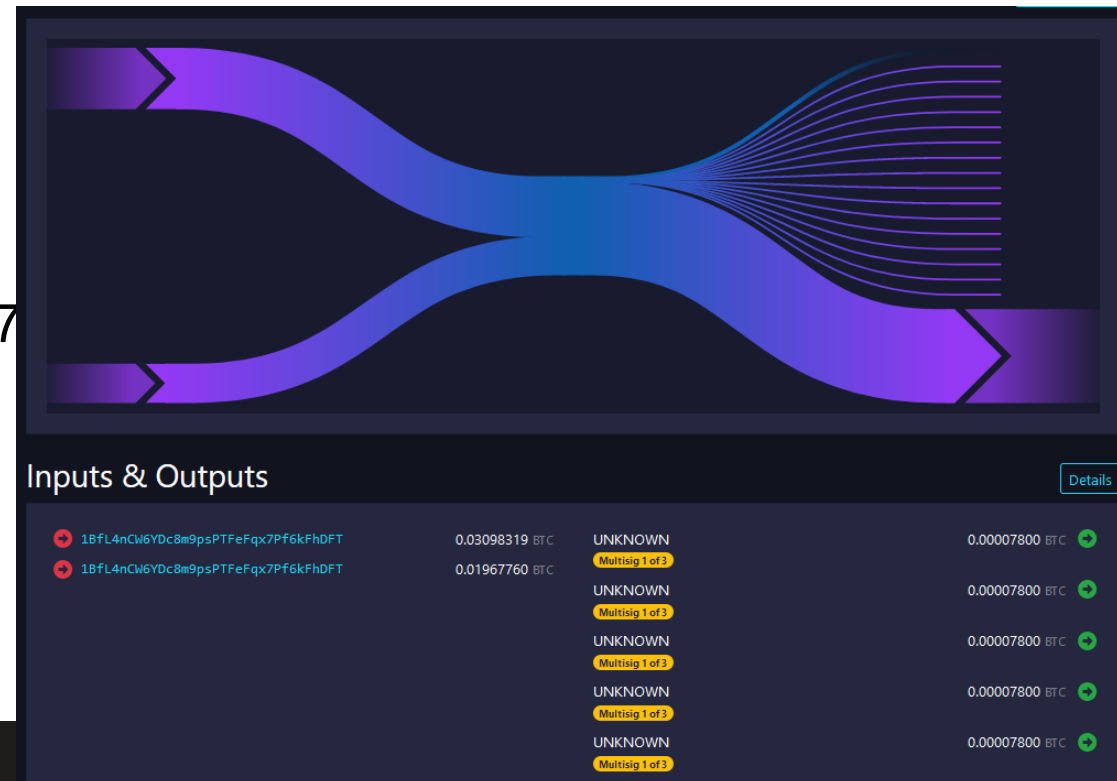 7
Inputs & Outputs
Details
1BfL4nCW6YDc8m9psPTFeFqx7Pf6kFhDFT 0.03098319 BTC UNKNOWN 0.00007800 BTC
Multisig 1 of 3
1BfL4nCW6YDc8m9psPTFeFqx7Pf6kFhDFT 0.01967760 BTC
UNKNOWN 0.00007800 BTC
Multisig 1 of 3
UNKNOWN 0.00007800 BTC
Multisig 1 of 3
UNKNOWN 0.00007800 BTC
Multisig 1 of 3
UNKNOWN 0.00007800 BTC
Multisig 1 of 3